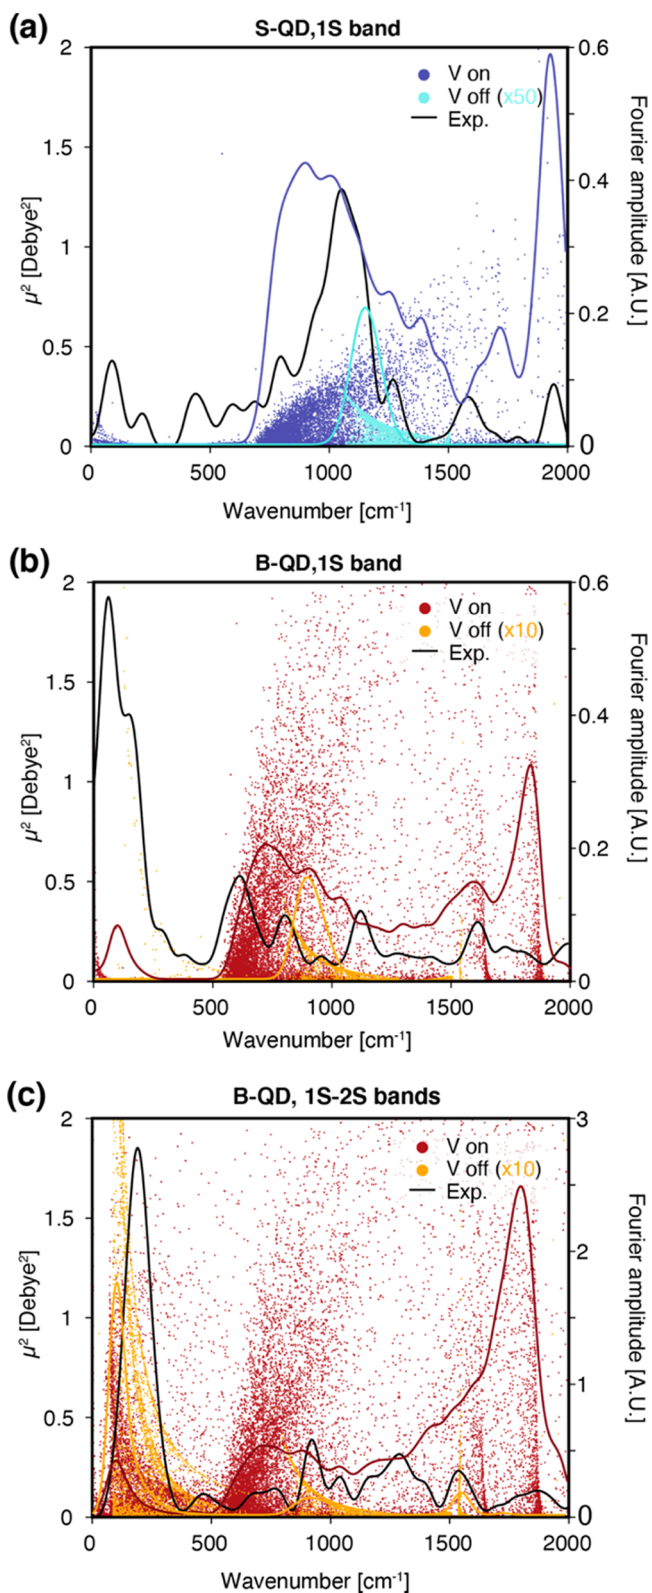 (a)
S-QD,1S band
2
1.5
1
0.5
0
0.6
0.4
0.2
0
μ² [Debye²]
Fourier amplitude [A.U.]
V on
V off (x50)
Exp.
0 500 1000 1500 2000
Wavenumber [cm⁻¹]
(b)
B-QD,1S band
2
1.5
1
0.5
0
0.6
0.4
0.2
0
μ² [Debye²]
Fourier amplitude [A.U.]
V on
V off (x10)
Exp.
0 500 1000 1500 2000
Wavenumber [cm⁻¹]
(c)
B-QD, 1S-2S bands
2
1.5
1
0.5
0
3
2
1
0
μ² [Debye²]
Fourier amplitude [A.U.]
V on
V off (x10)
Exp.
0 500 1000 1500 2000
Wavenumber [cm⁻¹]